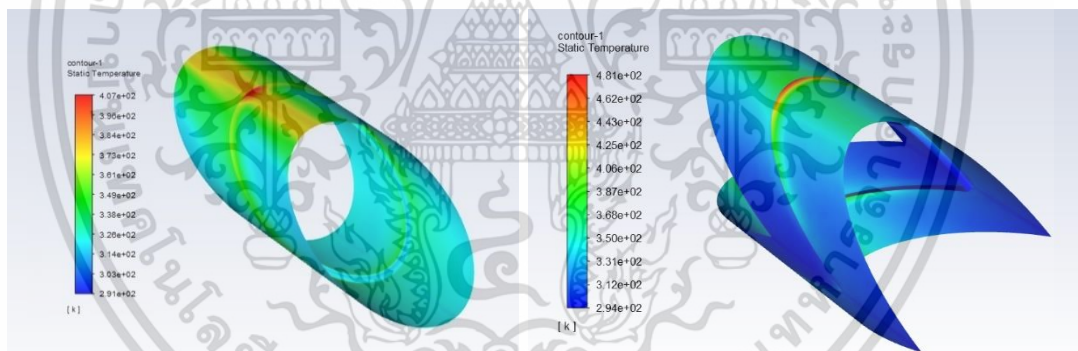 contour-1
Static Temperature
4.07e+02
3.96e+02
3.84e+02
3.73e+02
3.61e+02
3.49e+02
3.38e+02
3.26e+02
3.14e+02
3.03e+02
2.91e+02
[ k ]
contour-1
Static Temperature
4.81e+02
4.62e+02
4.43e+02
4.25e+02
4.06e+02
3.87e+02
3.68e+02
3.50e+02
3.31e+02
3.12e+02
2.94e+02
[ k ]